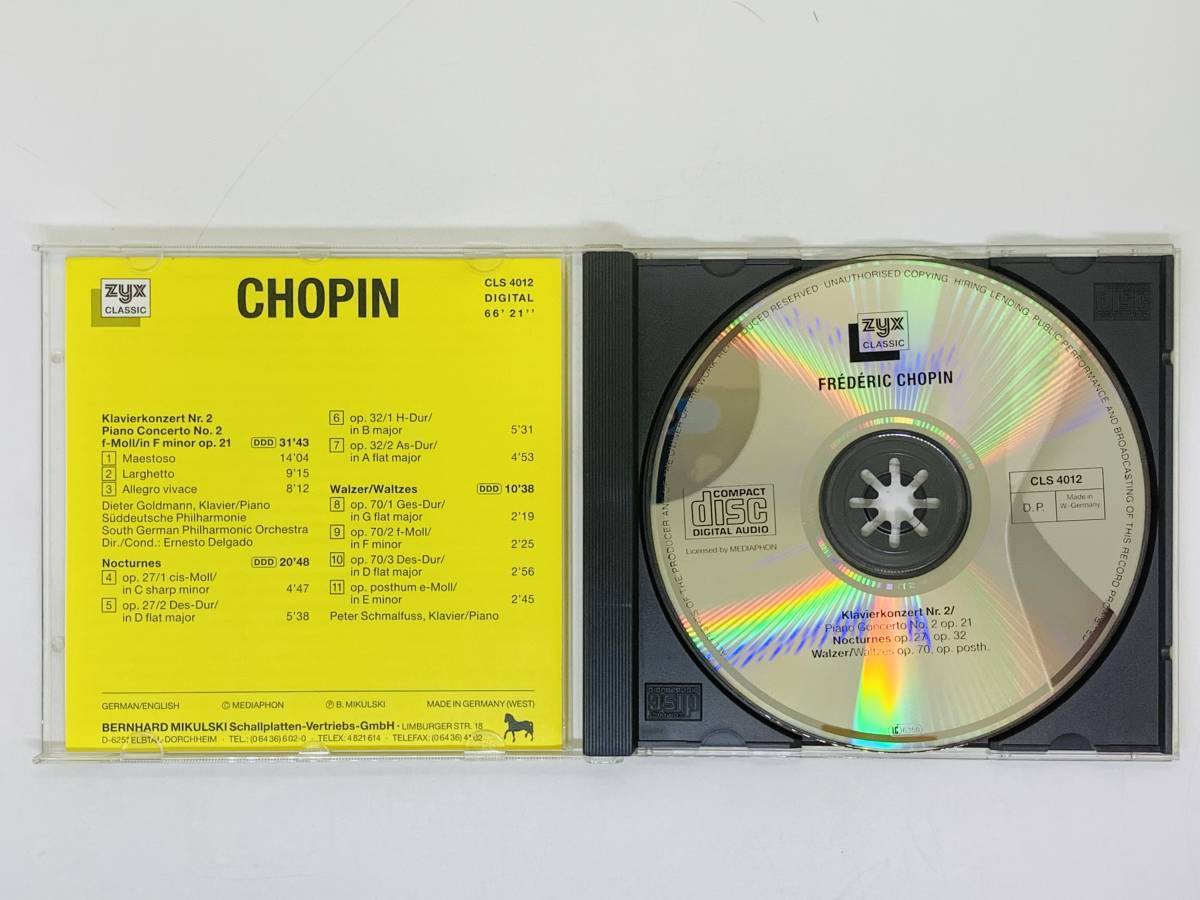 zyx
CLASSIC
CHOPIN
CLS 4012
DIGITAL
66' 21''
Klavierkonzert Nr. 2
Piano Concerto No. 2
f-Moll/in F minor op. 21 DDD 31'43
1 Maestoso 14'04
2 Larghetto 9'15
3 Allegro vivace 8'12
Dieter Goldmann, Klavier/Piano
Süddeutsche Philharmonie
South German Philharmonic Orchestra
Dir./Cond.: Ernesto Delgado
Nocturnes DDD 20'48
4 op. 27/1 cis-Moll/
in C sharp minor 4'47
5 op. 27/2 Des-Dur/
in D flat major 5'38
6 op. 32/1 H-Dur/
in B major 5'31
7 op. 32/2 As-Dur/
in A flat major 4'53
Walzer/Waltzes DDD 10'38
8 op. 70/1 Ges-Dur/
in G flat major 2'19
9 op. 70/2 f-Moll/
in F minor 2'25
10 op. 70/3 Des-Dur/
in D flat major 2'56
11 op. posthum e-Moll/
in E minor 2'45
Peter Schmalfuss, Klavier/Piano
GERMAN/ENGLISH © MEDIAPHON ℗ B. MIKULSKI MADE IN GERMANY (WEST)
BERNHARD MIKULSKI Schallplatten-Vertriebs-GmbH · LIMBURGER STR. 18
TEL.: (06436) 602-0 · TELEX: 4821614 · TELEFAX:
zyx
CLASSIC
FRÉDÉRIC CHOPIN
COMPACT
disc
DIGITAL AUDIO
Licensed by MEDIAPHON
CLS 4012
D.P.
Made in
W.-Germany
Klavierkonzert Nr. 2/
Piano Concerto No. 2 op. 21
Nocturnes op. 27, op. 32
Walzer/Waltzes op. 70, op. posth.
OF THE PRODUCER AND OF THE WORK REPRODUCED RESERVED. UNAUTHORISED COPYING, HIRING, LENDING, PUBLIC PERFORMANCE AND BROADCASTING OF THIS RECORD